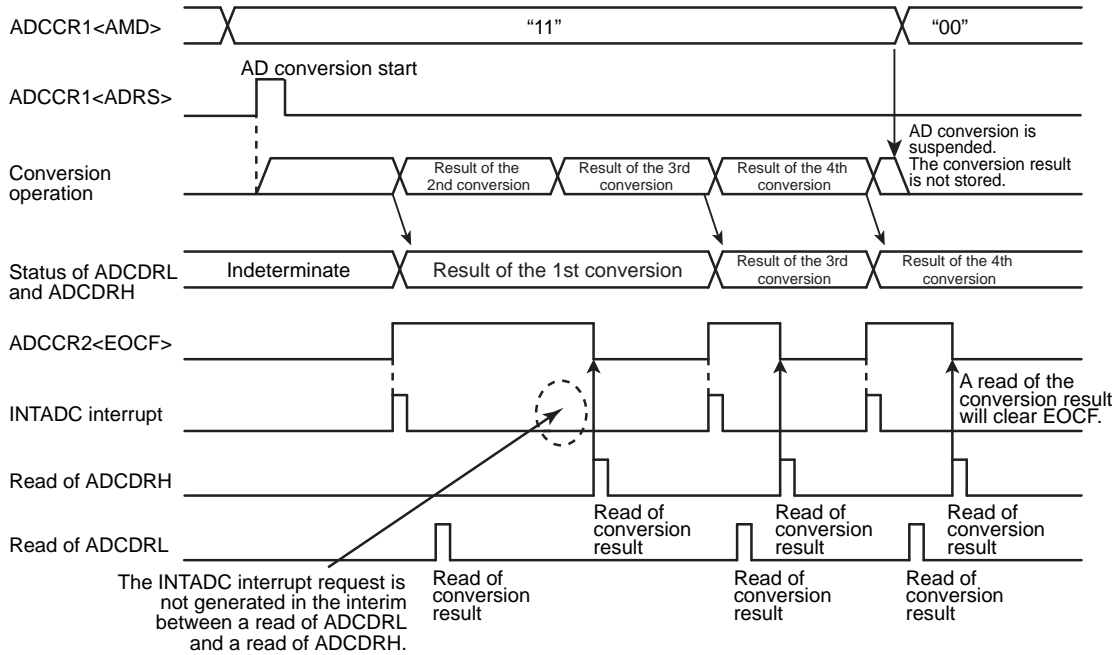 ADCCR1<AMD>
“11”
“00”
AD conversion start
ADCCR1<ADRS>
AD conversion is
suspended.
The conversion result
is not stored.
Conversion
operation
Result of the
2nd conversion
Result of the 3rd
conversion
Result of the 4th
conversion
Status of ADCDRL
and ADCDRH
Indeterminate
Result of the 1st conversion
Result of the 3rd
conversion
Result of the 4th
conversion
ADCCR2<EOCF>
INTADC interrupt
A read of the
conversion result
will clear EOCF.
Read of ADCDRH
Read of
conversion
result
Read of
conversion
result
Read of
conversion
result
Read of ADCDRL
Read of
conversion
result
Read of
conversion
result
Read of
conversion
result
The INTADC interrupt request is
not generated in the interim
between a read of ADCDRL
and a read of ADCDRH.